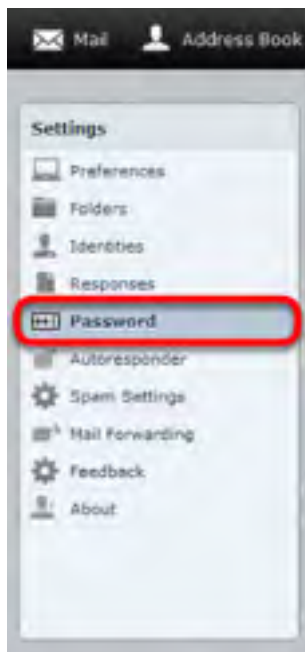 Mail Address Book
Settings
Preferences
Folders
Identities
Responses
Password
Autoresponder
Spam Settings
Mail Forwarding
Feedback
About